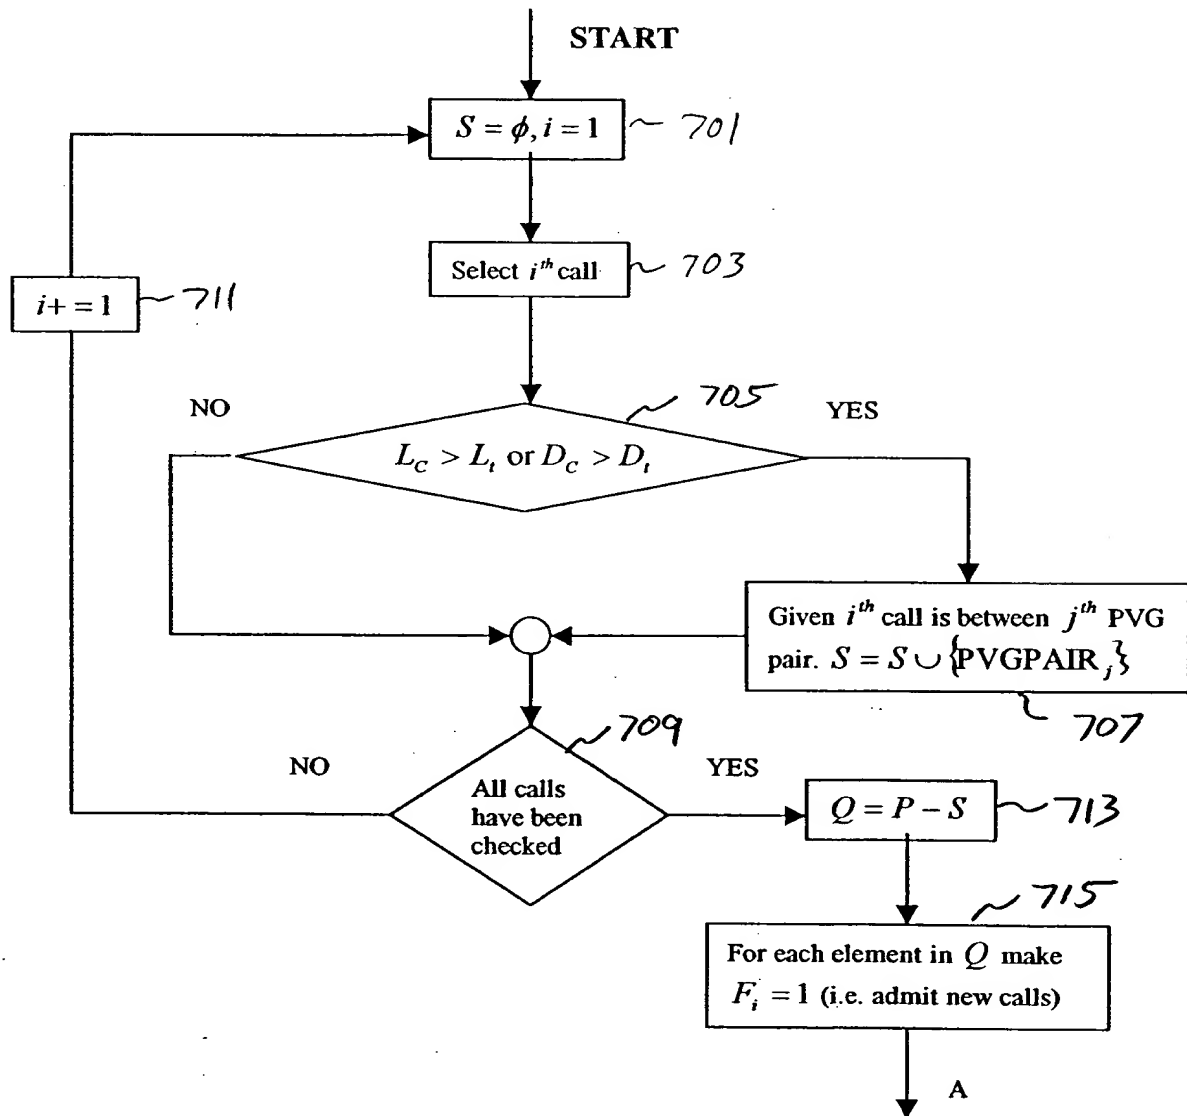 START
S = ϕ, i = 1
701
Select i^th call
703
i+ = 1
711
705
NO
YES
L_C > L_t or D_C > D_t
Given i^th call is between j^th PVG
pair. S = S ∪ {PVGPAIR_j}
707
709
NO
YES
All calls
have been
checked
Q = P − S
713
715
For each element in Q make
F_i = 1 (i.e. admit new calls)
A